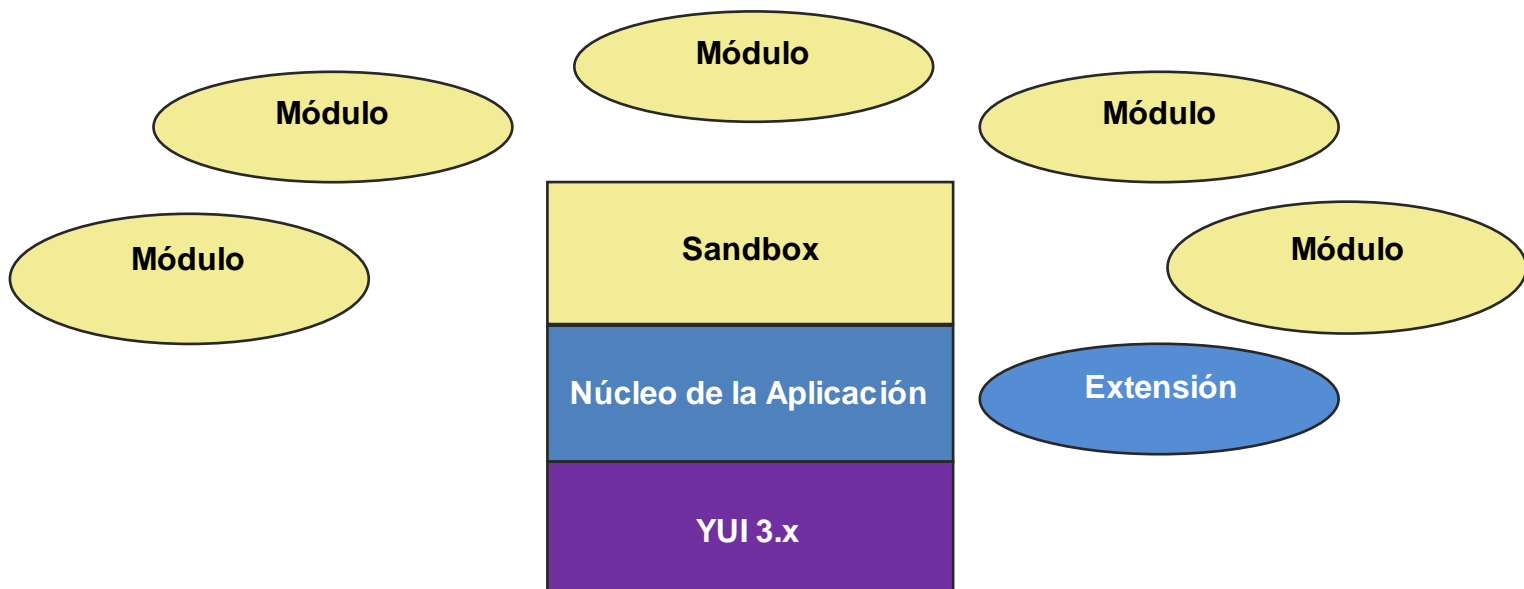 Módulo
Módulo
Módulo
Módulo
Sandbox
Módulo
Núcleo de la Aplicación
Extensión
YUI 3.x